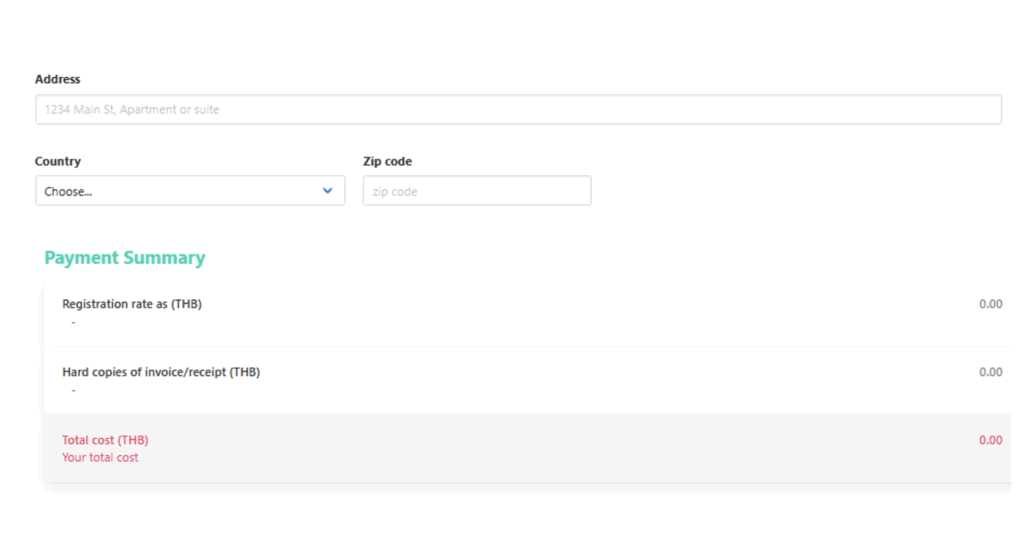 Address
1234 Main St, Apartment or suite
Country Zip code
Choose... zip code
Payment Summary
Registration rate as (THB) 0.00
-
Hard copies of invoice/receipt (THB) 0.00
-
Total cost (THB) 0.00
Your total cost